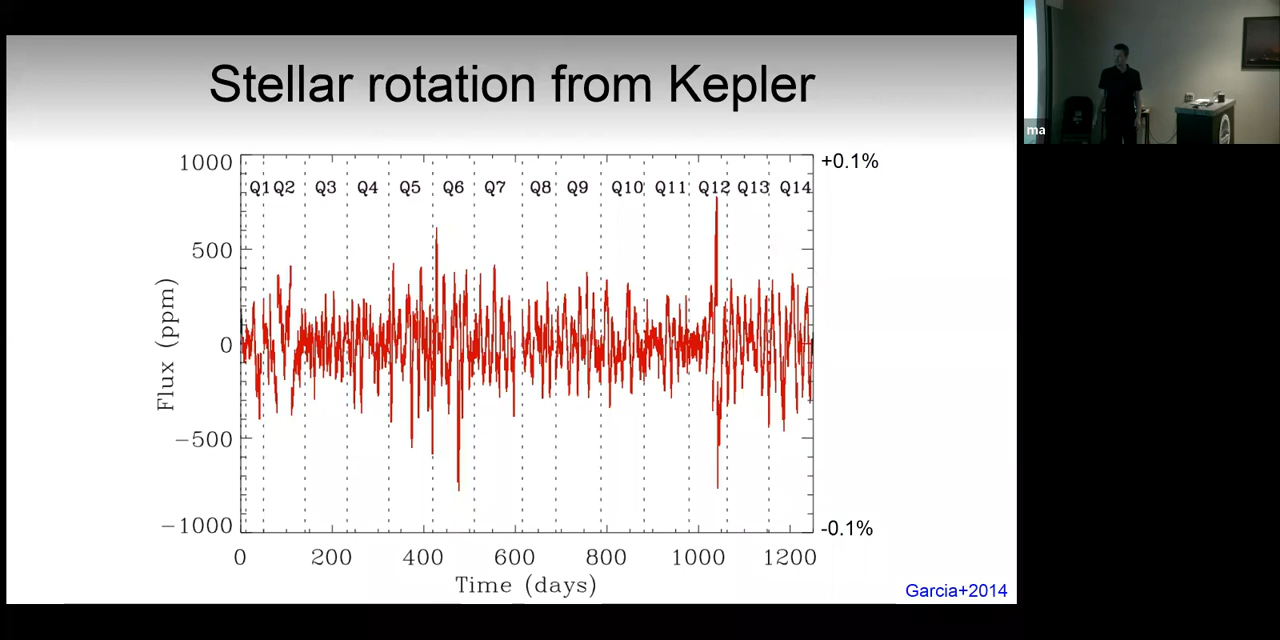 Stellar rotation from Kepler
1000
+0.1%
Q1 Q2 Q3 Q4 Q5 Q6 Q7 Q8 Q9 Q10 Q11 Q12 Q13 Q14
500
0
−500
−1000
-0.1%
Flux (ppm)
0 200 400 600 800 1000 1200
Time (days)
Garcia+2014
ma